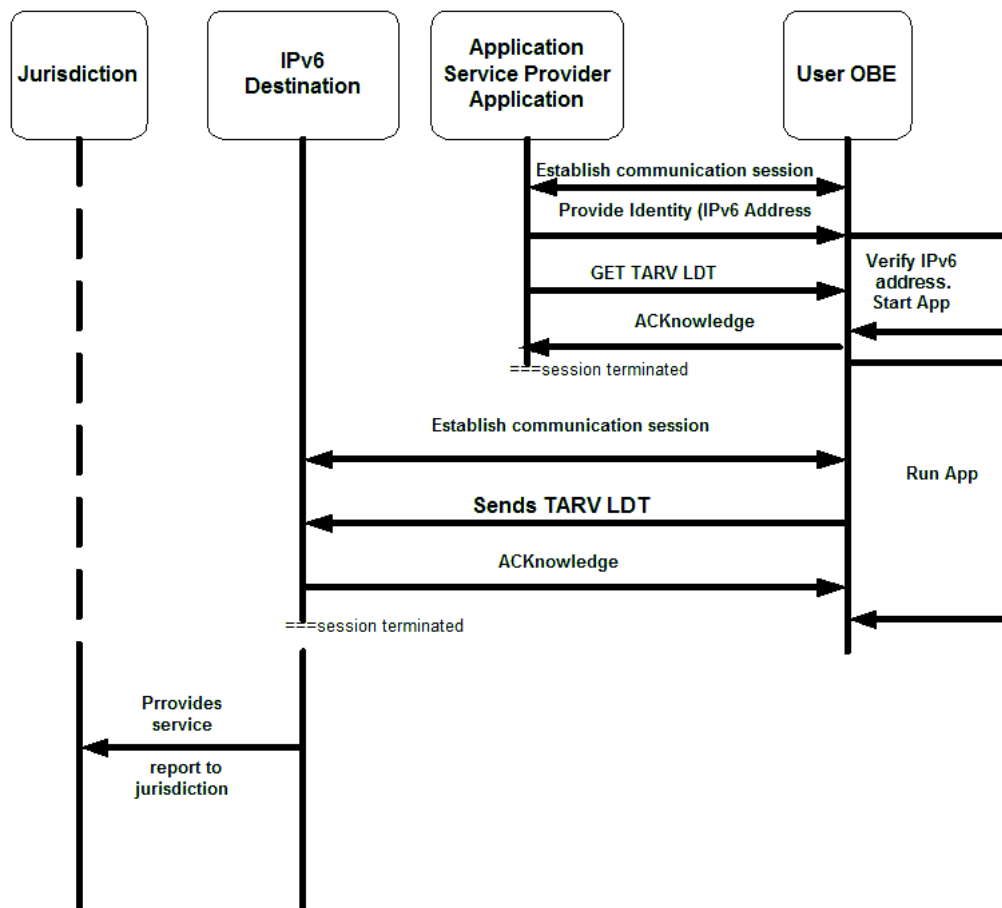 Jurisdiction
IPv6
Destination
Application
Service Provider
Application
User OBE
Establish communication session
Provide Identity (IPv6 Address
Verify IPv6
address.
Start App
GET TARV LDT
ACKnowledge
===session terminated
Establish communication session
Run App
Sends TARV LDT
ACKnowledge
===session terminated
Prrovides
service
report to
jurisdiction